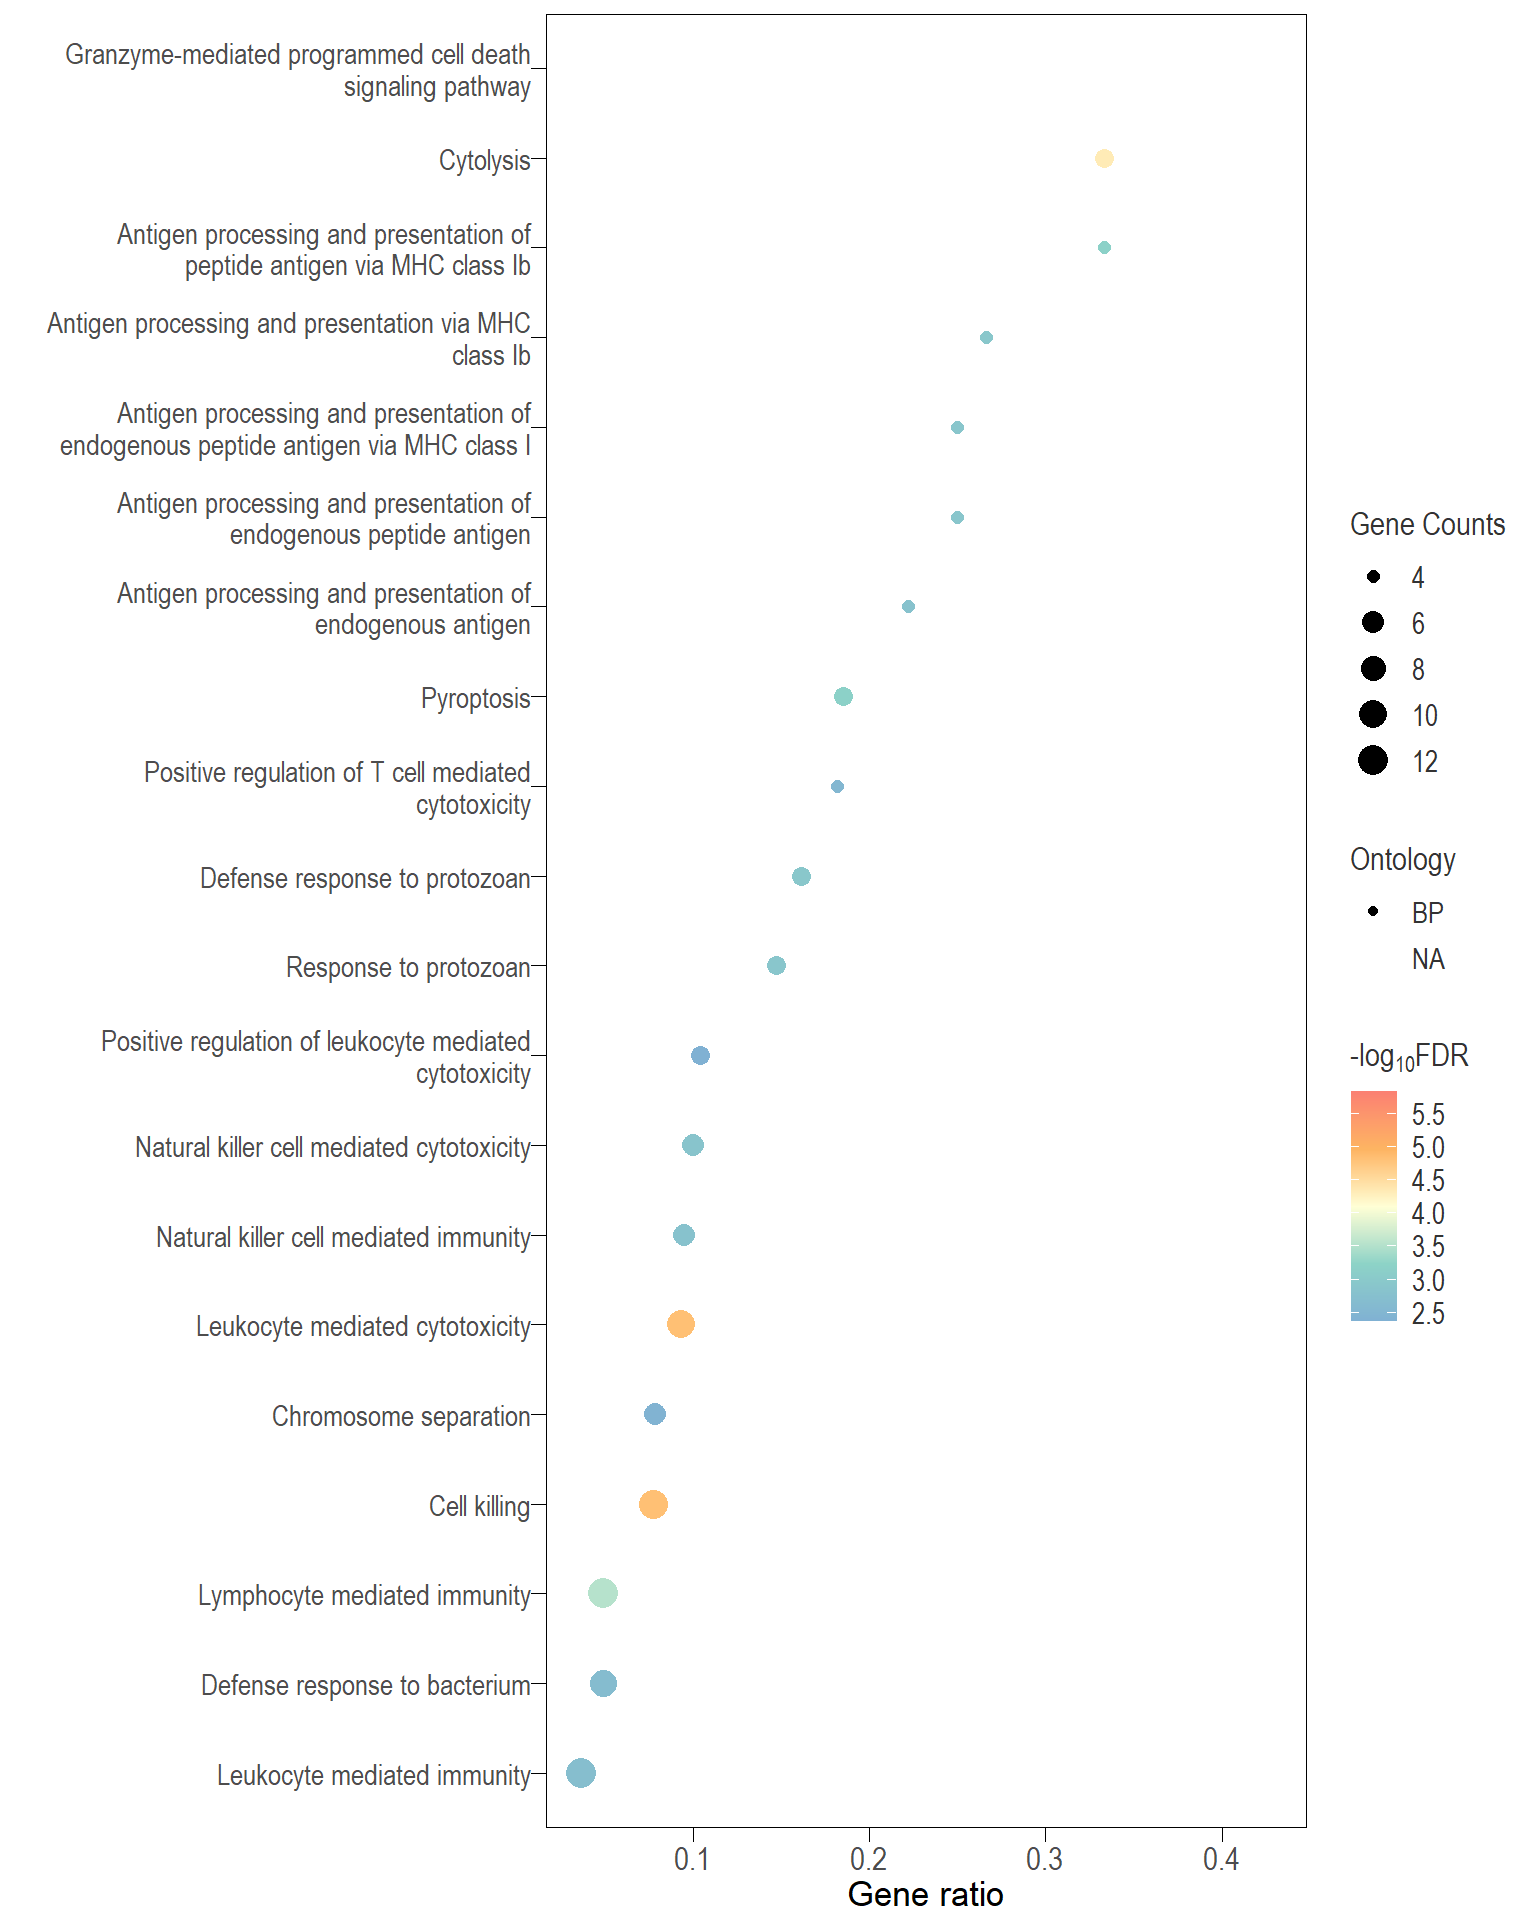 Granzyme-mediated programmed cell death
signaling pathway
Cytolysis
Antigen processing and presentation of
peptide antigen via MHC class Ib
Antigen processing and presentation via MHC
class Ib
Antigen processing and presentation of
endogenous peptide antigen via MHC class I
Antigen processing and presentation of
endogenous peptide antigen
Antigen processing and presentation of
endogenous antigen
Pyroptosis
Positive regulation of T cell mediated
cytotoxicity
Defense response to protozoan
Response to protozoan
Positive regulation of leukocyte mediated
cytotoxicity
Natural killer cell mediated cytotoxicity
Natural killer cell mediated immunity
Leukocyte mediated cytotoxicity
Chromosome separation
Cell killing
Lymphocyte mediated immunity
Defense response to bacterium
Leukocyte mediated immunity
0.1 0.2 0.3 0.4
Gene ratio
Gene Counts
4
6
8
10
12
Ontology
BP
NA
-log₁₀FDR
5.5
5.0
4.5
4.0
3.5
3.0
2.5